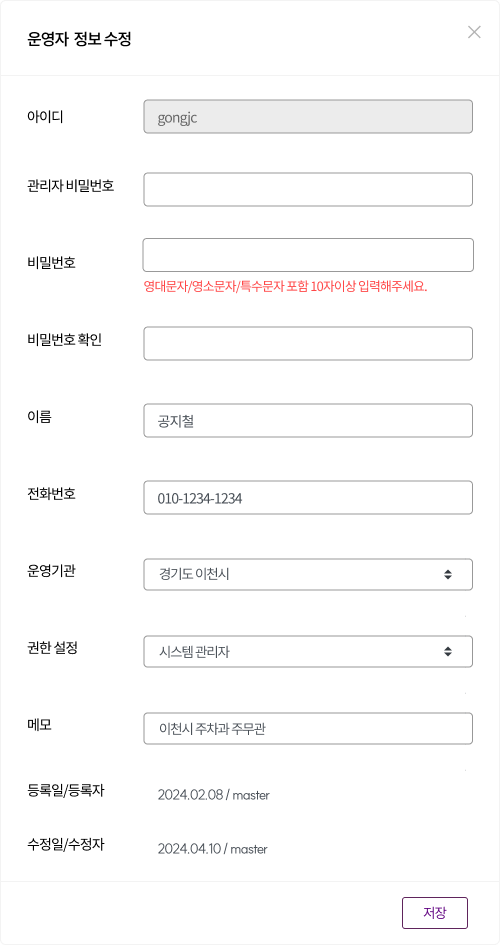 운영자 정보 수정
아이디 gongjc
관리자 비밀번호
비밀번호
영대문자/영소문자/특수문자 포함 10자이상 입력해주세요.
비밀번호 확인
이름 공지철
전화번호 010-1234-1234
운영기관 경기도 이천시
권한 설정 시스템 관리자
메모 이천시 주차과 주무관
등록일/등록자 2024.02.08 / master
수정일/수정자 2024.04.10 / master
저장